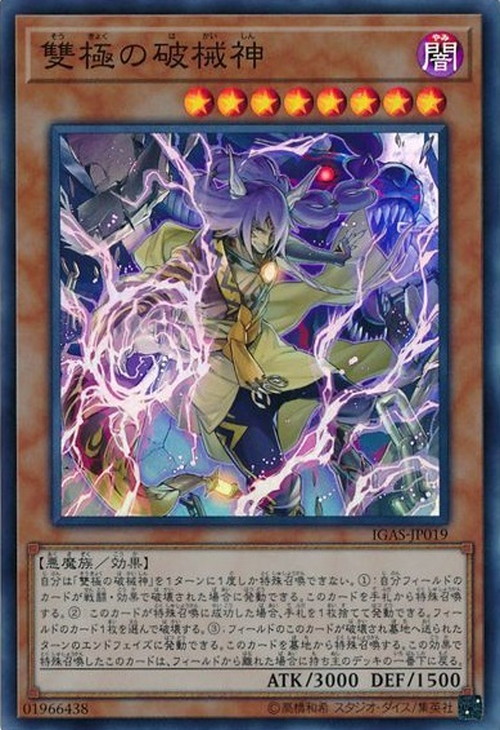 雙極の破械神
闇
IGAS-JP019
【悪魔族／効果】
自分は「雙極の破械神」を１ターンに１度しか特殊召喚できない。①：自分フィールドの
カードが戦闘・効果で破壊された場合に発動できる。このカードを手札から特殊召喚
する。②：このカードが特殊召喚に成功した場合、手札を１枚捨てて発動できる。フィー
ルドのカード１枚を選んで破壊する。③：フィールドのこのカードが破壊され墓地へ送られた
ターンのエンドフェイズに発動できる。このカードを墓地から特殊召喚する。この効果で
特殊召喚したこのカードは、フィールドから離れた場合に持ち主のデッキの一番下に戻る。
ATK/3000 DEF/1500
01966438
©高橋和希 スタジオ・ダイス/集英社